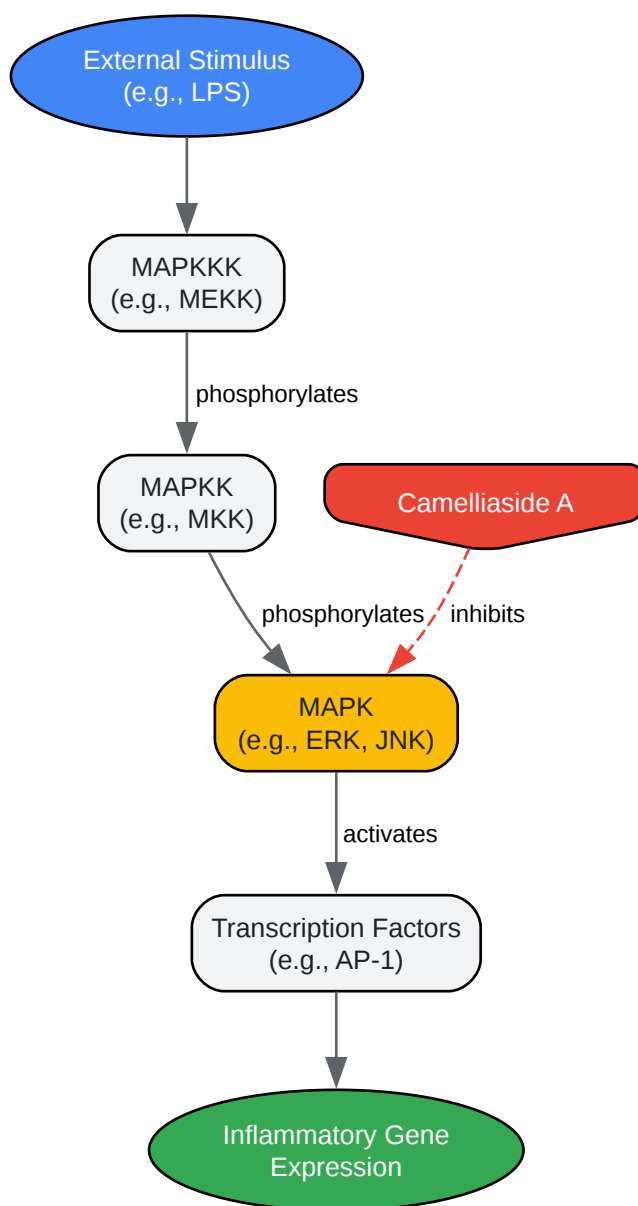 External Stimulus
(e.g., LPS)
MAPKKK
(e.g., MEKK)
phosphorylates
MAPKK
(e.g., MKK)
Camelliaside A
phosphorylates
inhibits
MAPK
(e.g., ERK, JNK)
activates
Transcription Factors
(e.g., AP-1)
Inflammatory Gene
Expression